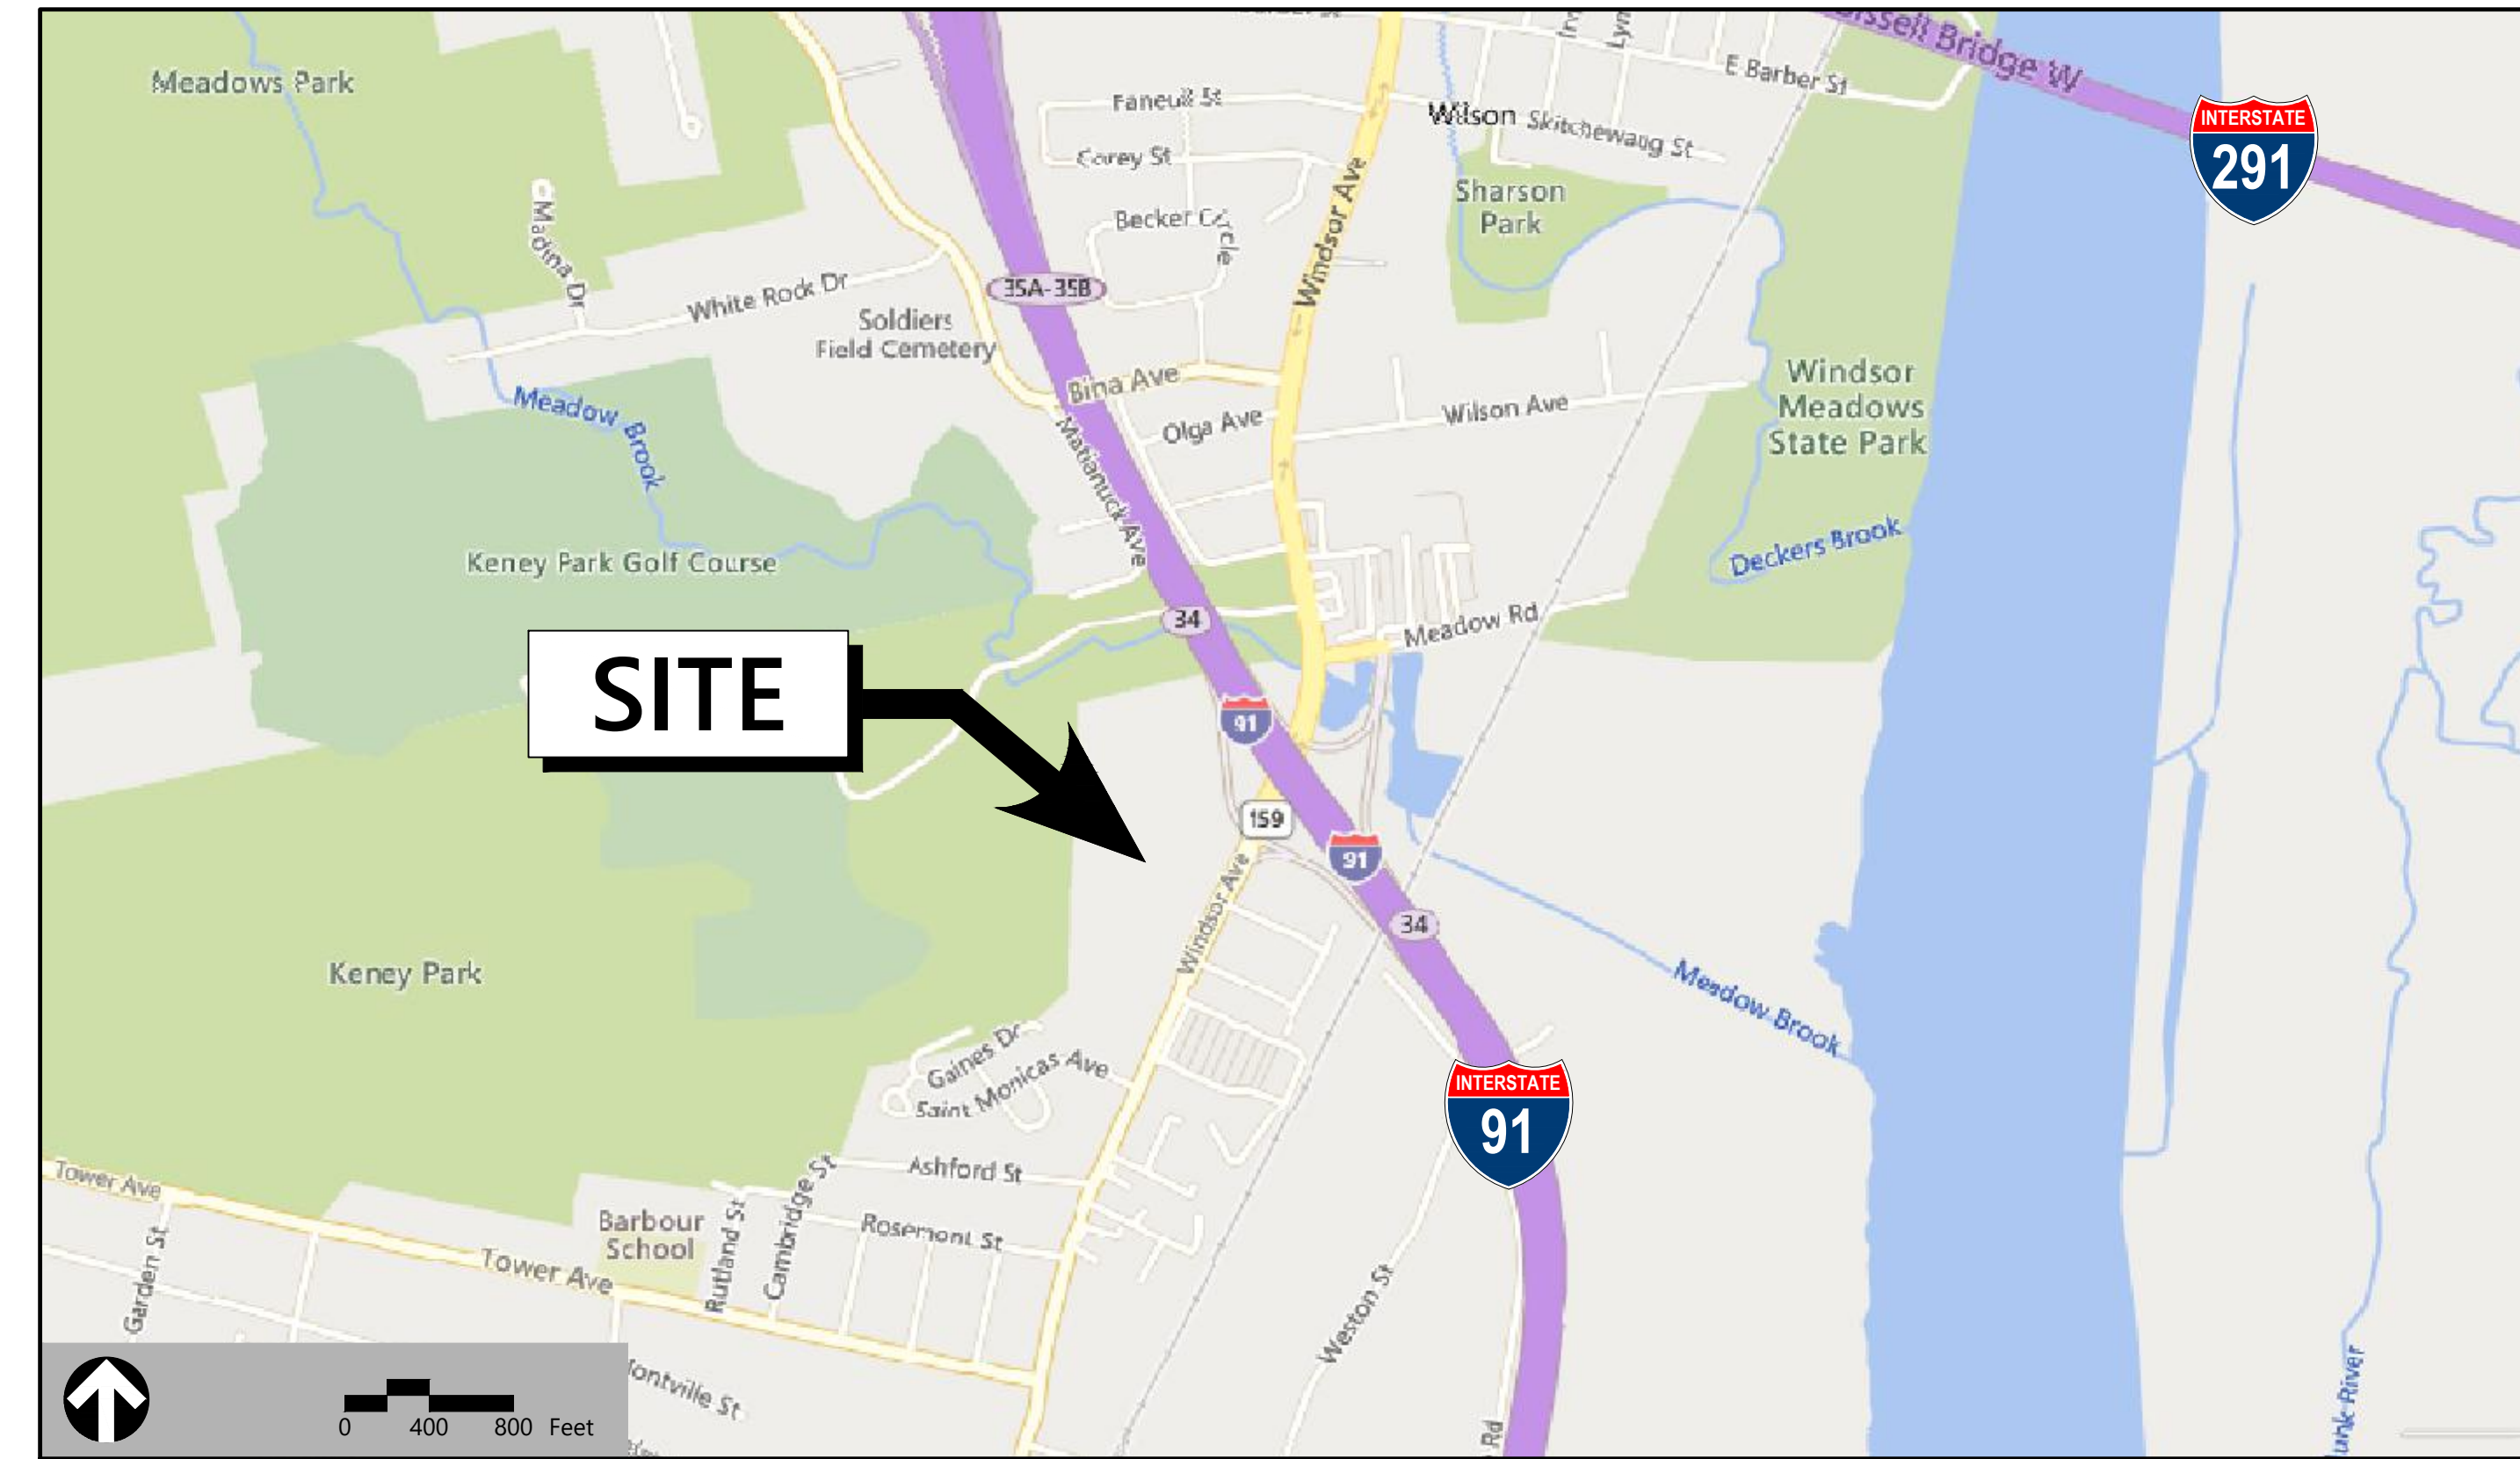 Meadows Park
Bissell Bridge W
E Barber St
INTERSTATE
291
Faneuil St
Wilson
Skitchewaug St
Corey St
Windsor Ave
Sharson
Park
Madina Dr
Becker Circle
White Rock Dr
35A-35B
Soldiers
Field Cemetery
Windsor
Meadows
State Park
Bina Ave
Meadow Brook
Olga Ave
Wilson Ave
Matianuck Ave
Deckers Brook
Keney Park Golf Course
34
Meadow Rd
SITE
91
159
91
Windsor Ave
34
Keney Park
Meadow Brook
Gaines Dr
Saint Monicas Ave
INTERSTATE
91
Tower Ave
Ashford St
Cambridge St
Rutland St
Barbour
School
Rosemont St
Garden St
Tower Ave
Weston St
0 400 800 Feet
ontville St
Rd
unk River